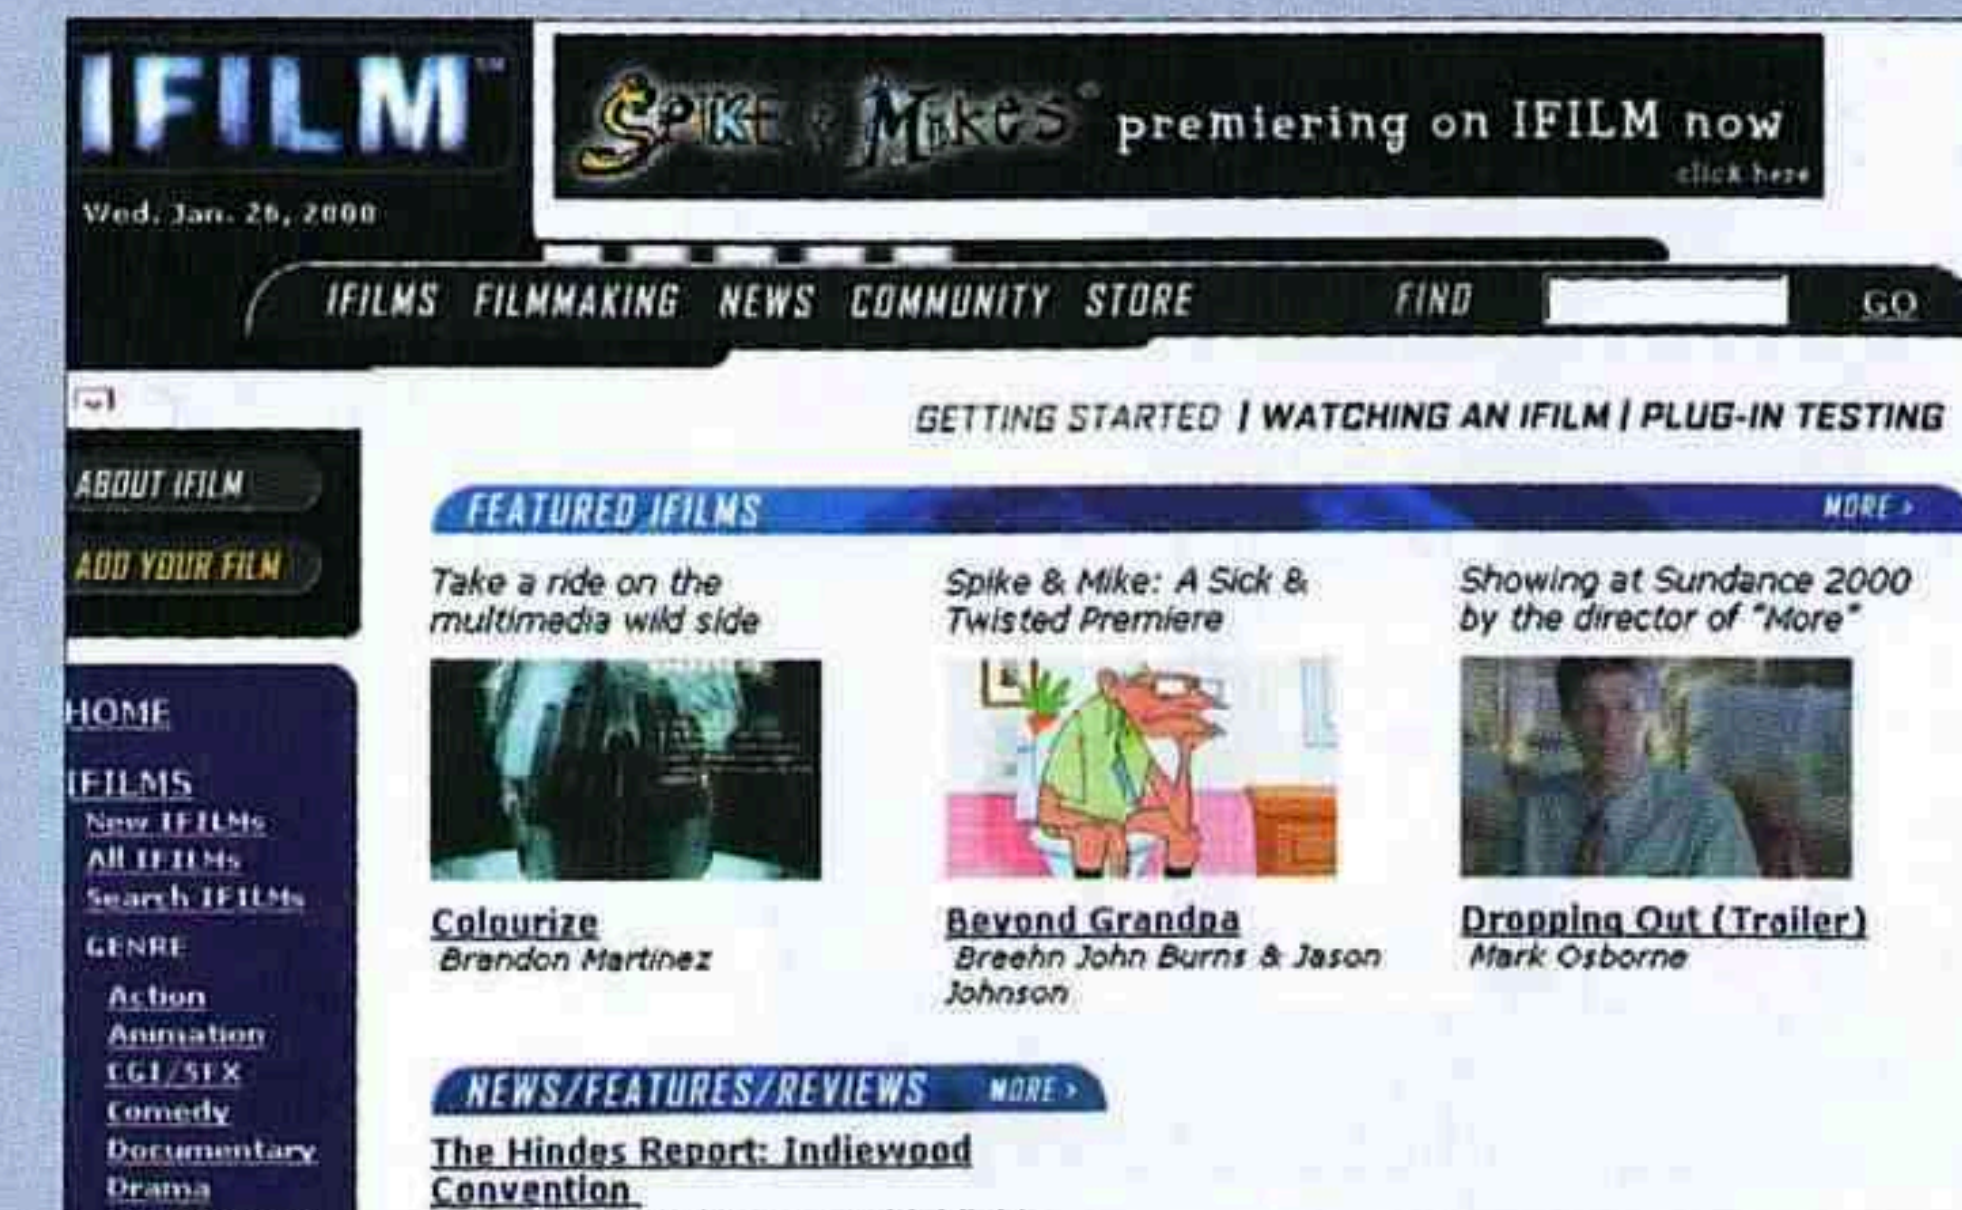 IFILM℠
Spike & Mike's® premiering on IFILM now
click here
Wed. Jan. 26, 2000
IFILMS FILMMAKING NEWS COMMUNITY STORE FIND GO
GETTING STARTED | WATCHING AN IFILM | PLUG-IN TESTING
ABOUT IFILM
ADD YOUR FILM
HOME
IFILMS
New IFILMs
All IFILMs
Search IFILMs
GENRE
Action
Animation
CGI/SFX
Comedy
Documentary
Drama
FEATURED IFILMS MORE >
Take a ride on the
multimedia wild side
Colourize
Brandon Martinez
Spike & Mike: A Sick &
Twisted Premiere
Beyond Grandpa
Breehn John Burns & Jason
Johnson
Showing at Sundance 2000
by the director of "More"
Dropping Out (Trailer)
Mark Osborne
NEWS/FEATURES/REVIEWS MORE >
The Hindes Report: Indiewood
Convention